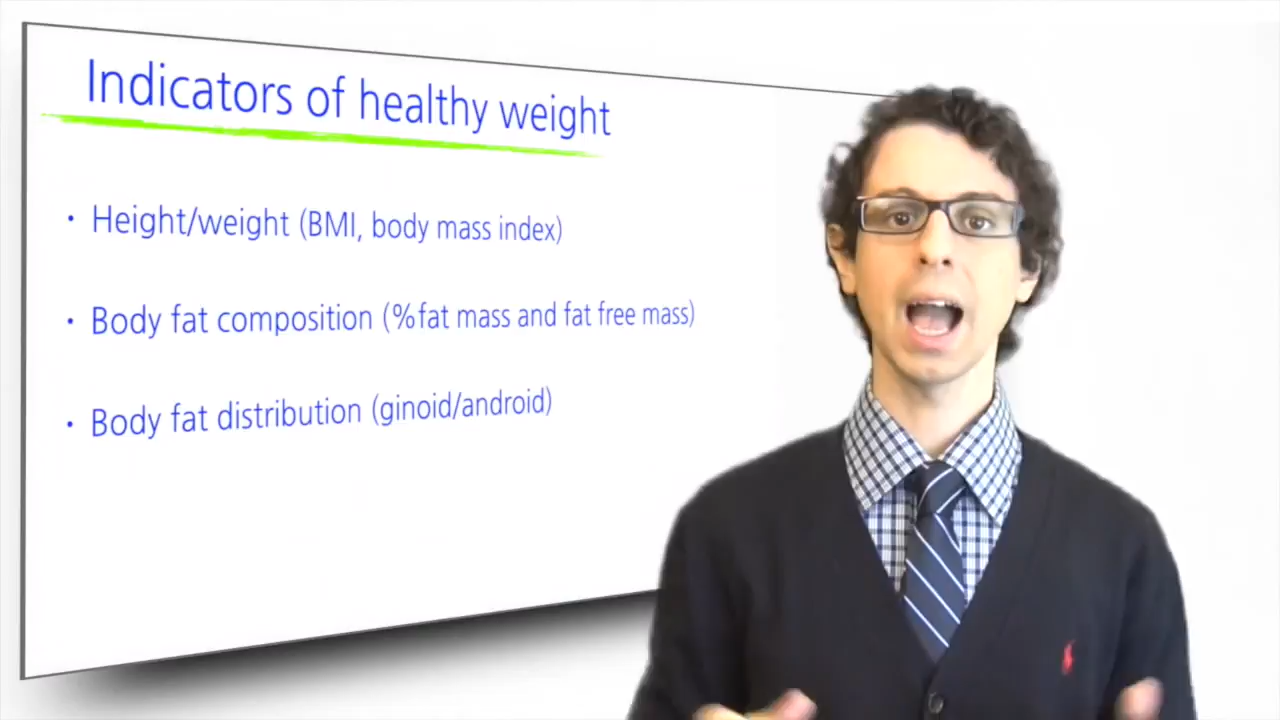 Indicators of healthy weight
• Height/weight (BMI, body mass index)
• Body fat composition (%fat mass and fat free mass)
• Body fat distribution (ginoid/android)